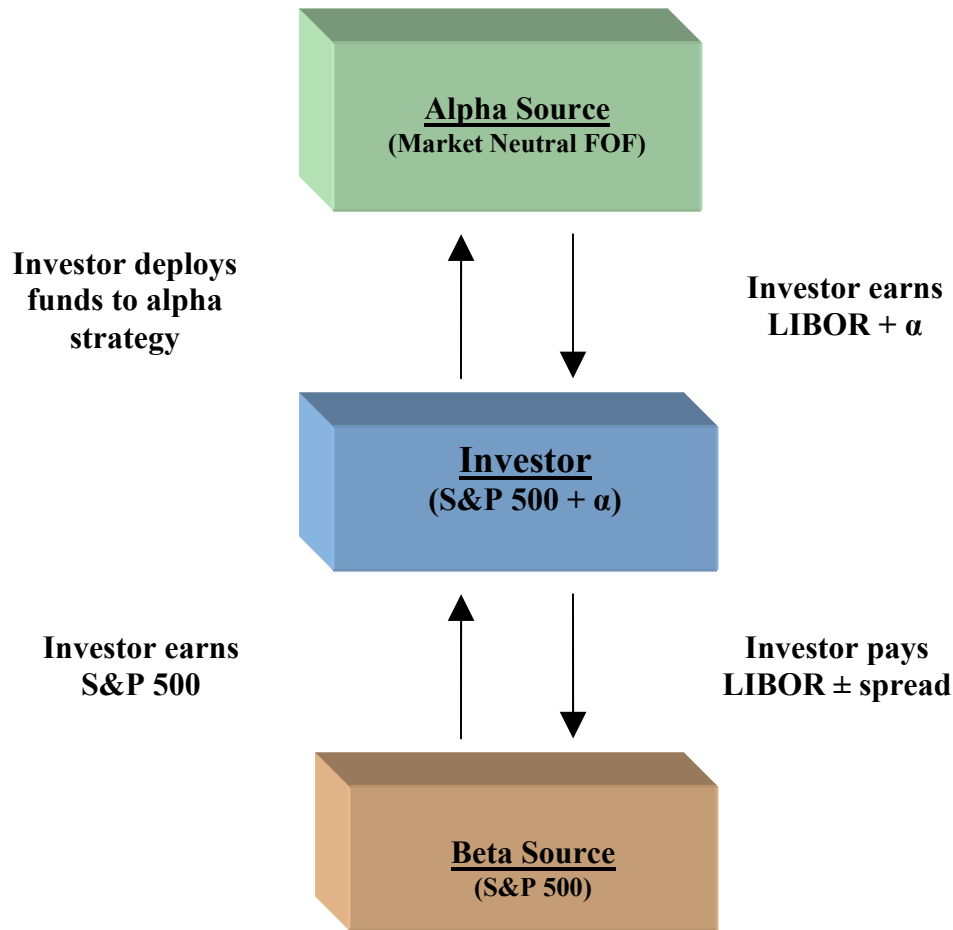 Alpha Source
(Market Neutral FOF)
Investor deploys
funds to alpha
strategy
Investor earns
LIBOR + α
Investor
(S&P 500 + α)
Investor earns
S&P 500
Investor pays
LIBOR ± spread
Beta Source
(S&P 500)